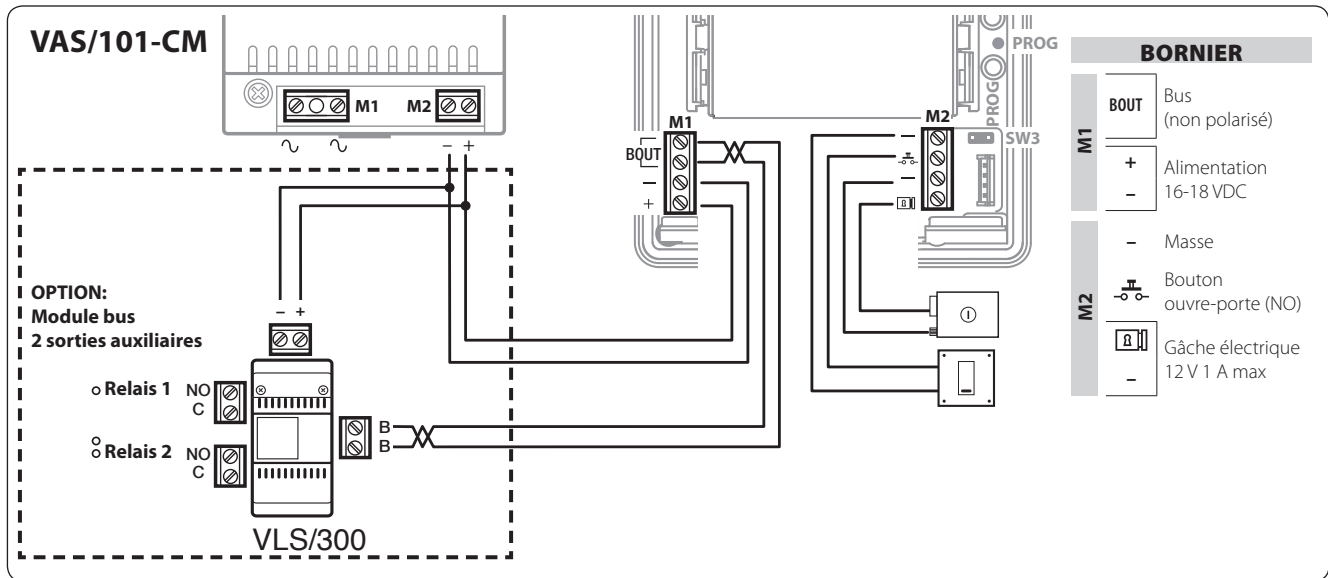 VAS/101-CM
M1
M2
∿ ∿
– +
OPTION:
Module bus
2 sorties auxiliaires
– +
Relais 1
NO
C
Relais 2
NO
C
B
B
VLS/300
M1
BOUT
–
+
M2
–
–
PROG
PROG
SW3
BORNIER
M1
BOUT
Bus
(non polarisé)
+
–
Alimentation
16-18 VDC
M2
–
Masse
Bouton
ouvre-porte (NO)
–
Gâche électrique
12 V 1 A max